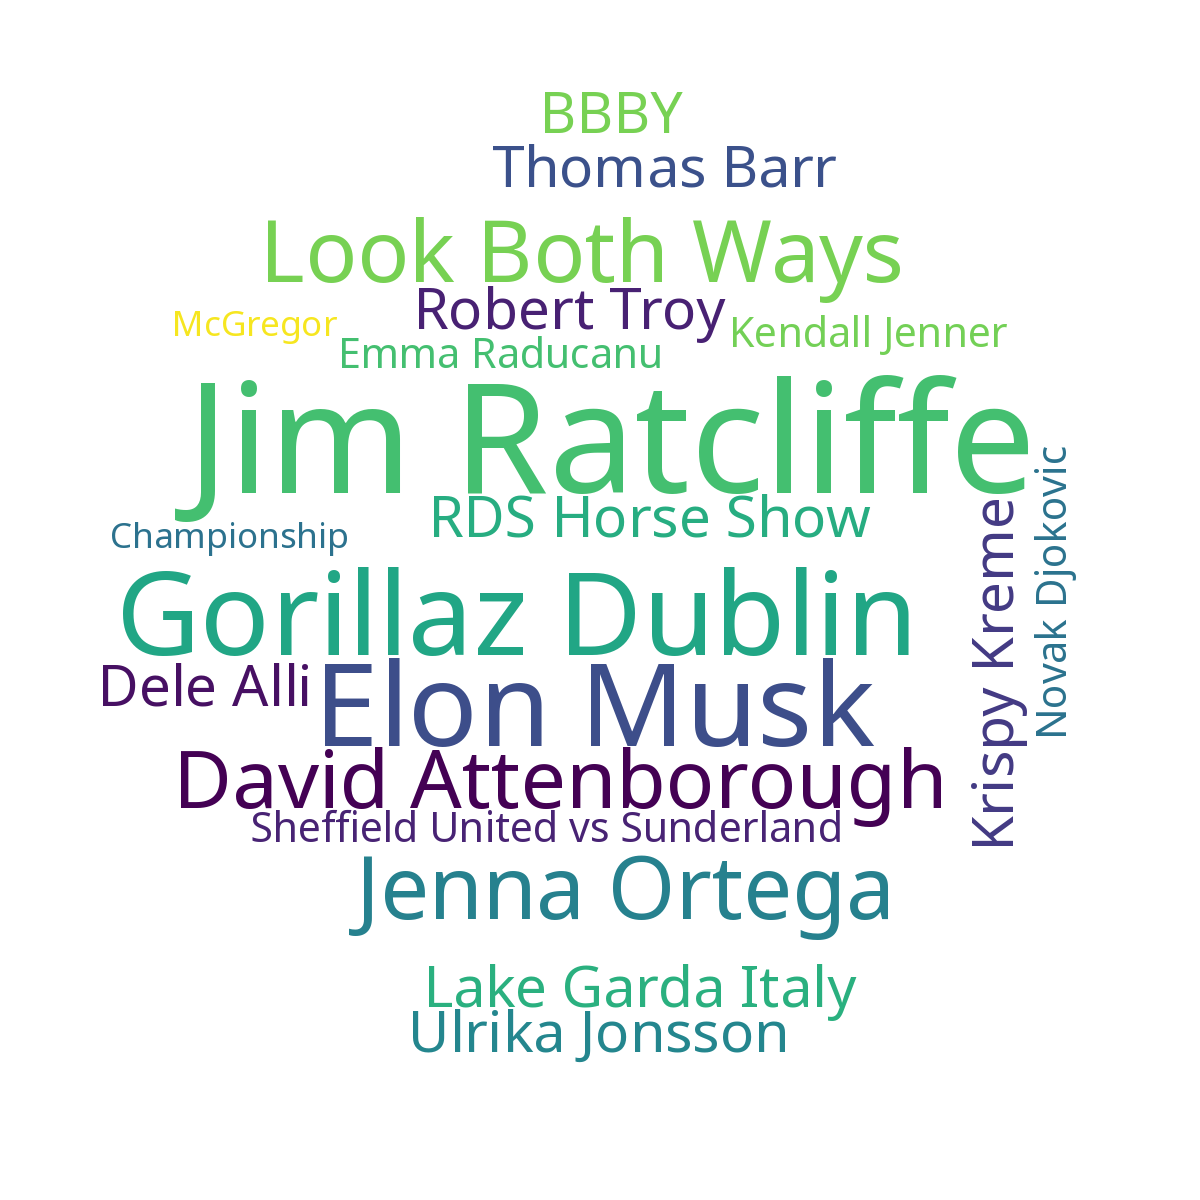 BBBY
Thomas Barr
Look Both Ways
Robert Troy
McGregor
Kendall Jenner
Emma Raducanu
Jim Ratcliffe
RDS Horse Show
Championship
Novak Djokovic
Krispy Kreme
Gorillaz Dublin
Dele Alli
Elon Musk
David Attenborough
Sheffield United vs Sunderland
Jenna Ortega
Lake Garda Italy
Ulrika Jonsson